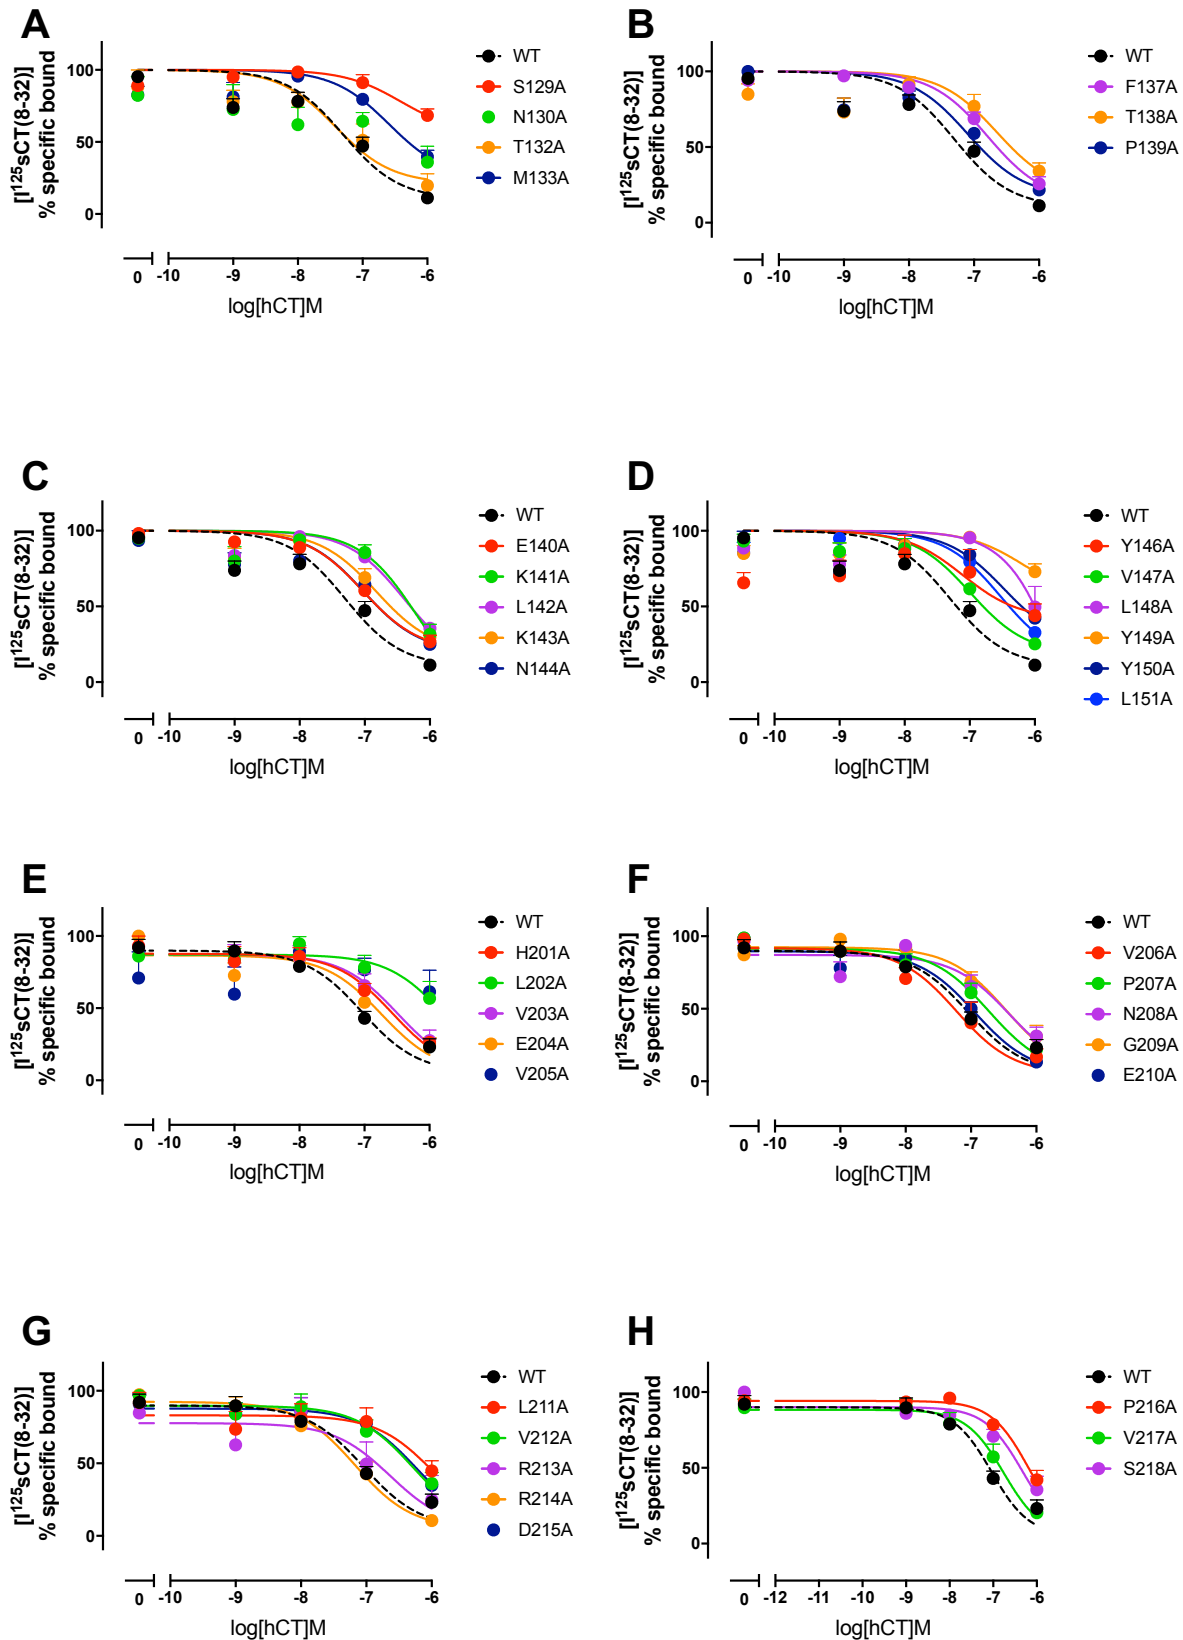 A
[I¹²⁵sCT(8-32)]
% specific bound
100
50
0
0 -10 -9 -8 -7 -6
log[hCT]M
WT
S129A
N130A
T132A
M133A
B
[I¹²⁵sCT(8-32)]
% specific bound
100
50
0
0 -10 -9 -8 -7 -6
log[hCT]M
WT
F137A
T138A
P139A
C
[I¹²⁵sCT(8-32)]
% specific bound
100
50
0
0 -10 -9 -8 -7 -6
log[hCT]M
WT
E140A
K141A
L142A
K143A
N144A
D
[I¹²⁵sCT(8-32)]
% specific bound
100
50
0
0 -10 -9 -8 -7 -6
log[hCT]M
WT
Y146A
V147A
L148A
Y149A
Y150A
L151A
E
[I¹²⁵sCT(8-32)]
% specific bound
100
50
0
0 -10 -9 -8 -7 -6
log[hCT]M
WT
H201A
L202A
V203A
E204A
V205A
F
[I¹²⁵sCT(8-32)]
% specific bound
100
50
0
0 -10 -9 -8 -7 -6
log[hCT]M
WT
V206A
P207A
N208A
G209A
E210A
G
[I¹²⁵sCT(8-32)]
% specific bound
100
50
0
0 -10 -9 -8 -7 -6
log[hCT]M
WT
L211A
V212A
R213A
R214A
D215A
H
[I¹²⁵sCT(8-32)]
% specific bound
100
50
0
0 -12 -11 -10 -9 -8 -7 -6
log[hCT]M
WT
P216A
V217A
S218A